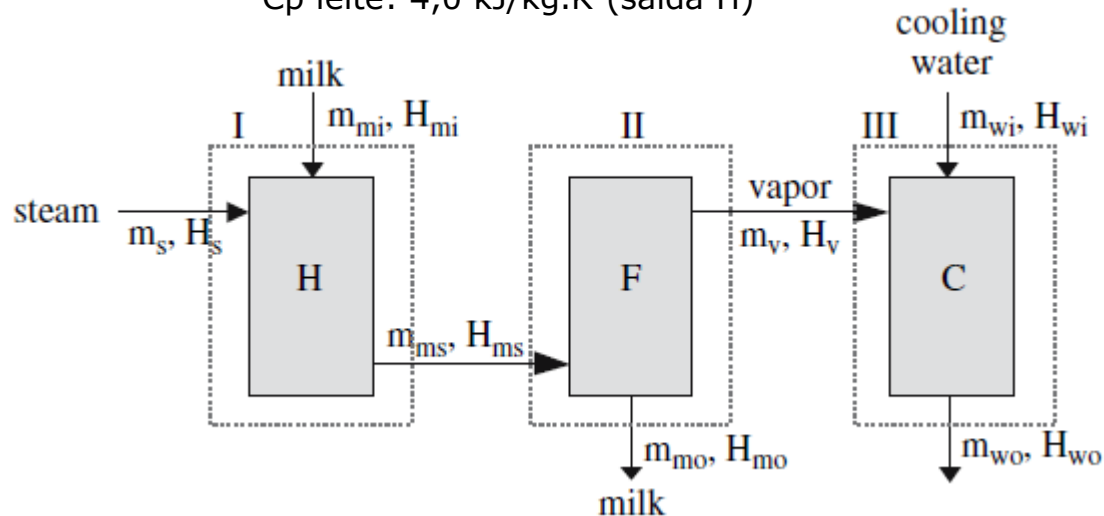 Cp leite: 4,0 kJ/kg.K (saída H)
cooling
water
milk
m_mi, H_mi
I
II
III
m_wi, H_wi
steam
m_s, H_s
vapor
m_v, H_v
H
F
C
m_ms, H_ms
m_mo, H_mo
m_wo, H_wo
milk